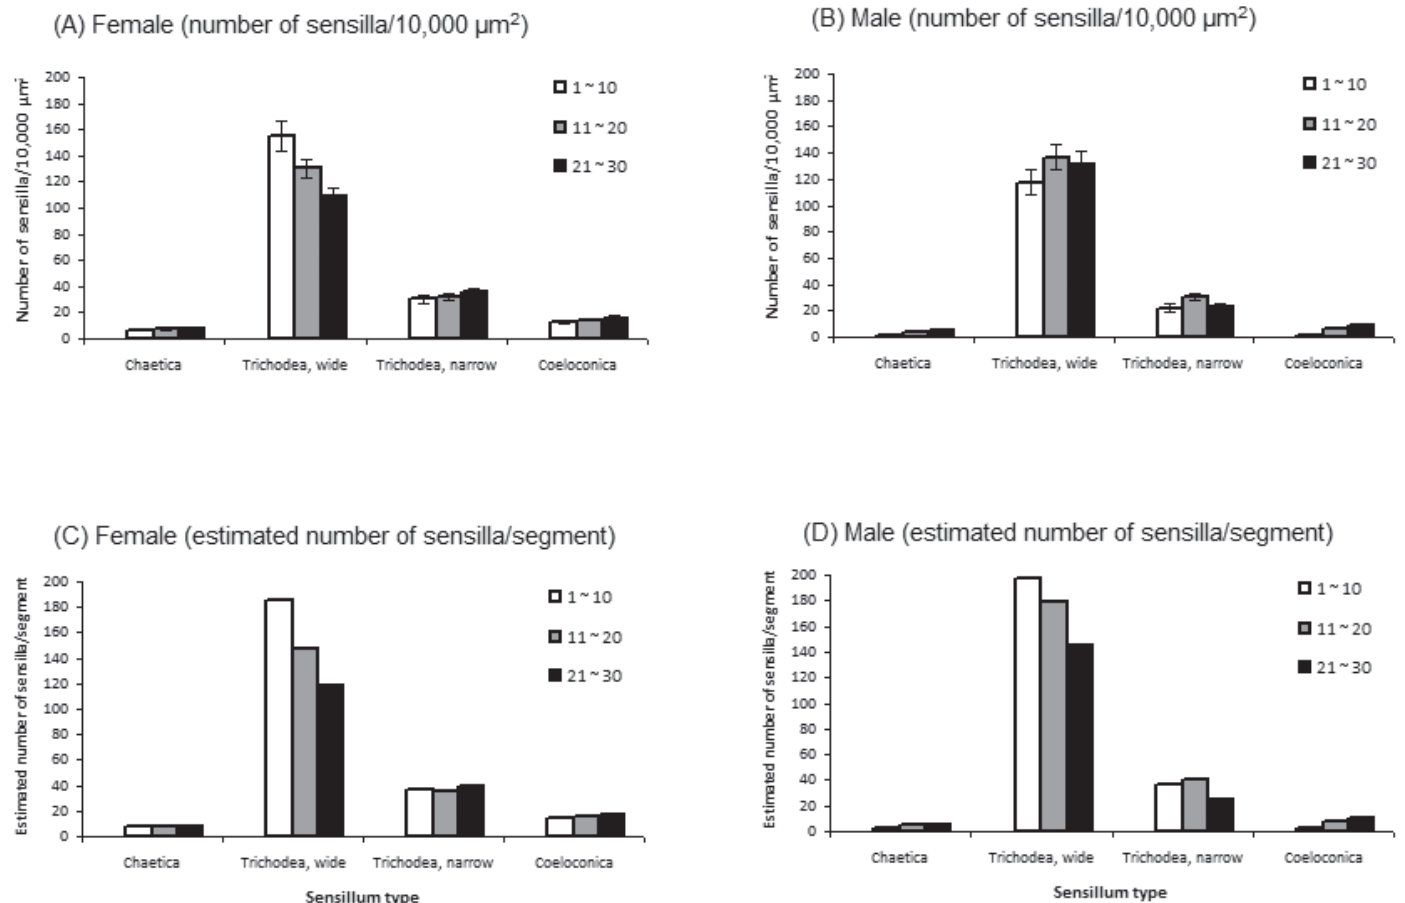 (A) Female (number of sensilla/10,000 µm²)
Number of sensilla/10,000 µm²
200
180
160
140
120
100
80
60
40
20
0
1 ~ 10
11 ~ 20
21 ~ 30
Chaetica Trichodea, wide Trichodea, narrow Coeloconica
(B) Male (number of sensilla/10,000 µm²)
Number of sensilla/10,000 µm²
200
180
160
140
120
100
80
60
40
20
0
1 ~ 10
11 ~ 20
21 ~ 30
Chaetica Trichodea, wide Trichodea, narrow Coeloconica
(C) Female (estimated number of sensilla/segment)
Estimated number of sensilla/segment
200
180
160
140
120
100
80
60
40
20
0
1 ~ 10
11 ~ 20
21 ~ 30
Chaetica Trichodea, wide Trichodea, narrow Coeloconica
Sensillum type
(D) Male (estimated number of sensilla/segment)
Estimated number of sensilla/segment
200
180
160
140
120
100
80
60
40
20
0
1 ~ 10
11 ~ 20
21 ~ 30
Chaetica Trichodea, wide Trichodea, narrow Coeloconica
Sensillum type